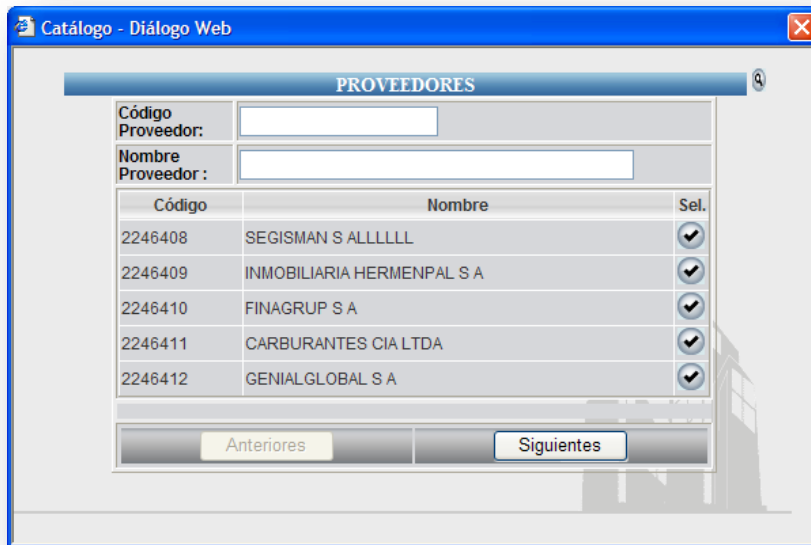 Catálogo - Diálogo Web
PROVEEDORES
Código
Proveedor:
Nombre
Proveedor :
Código Nombre Sel.
2246408 SEGISMAN S ALLLLLL
2246409 INMOBILIARIA HERMENPAL S A
2246410 FINAGRUP S A
2246411 CARBURANTES CIA LTDA
2246412 GENIALGLOBAL S A
Anteriores Siguientes